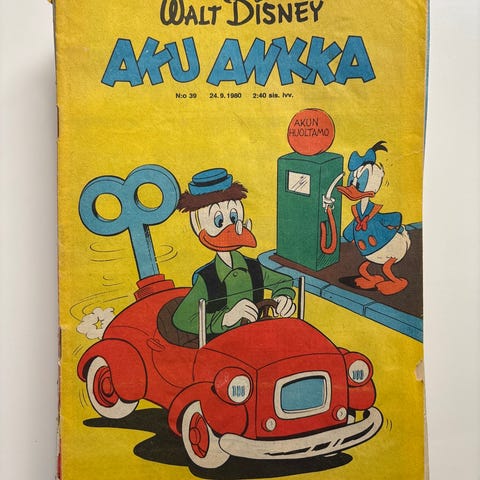 WALT DISNEY
AKU ANKKA
N:o 39 24.9.1980 2:40 sis. lvv.
AKUN
HUOLTAMO